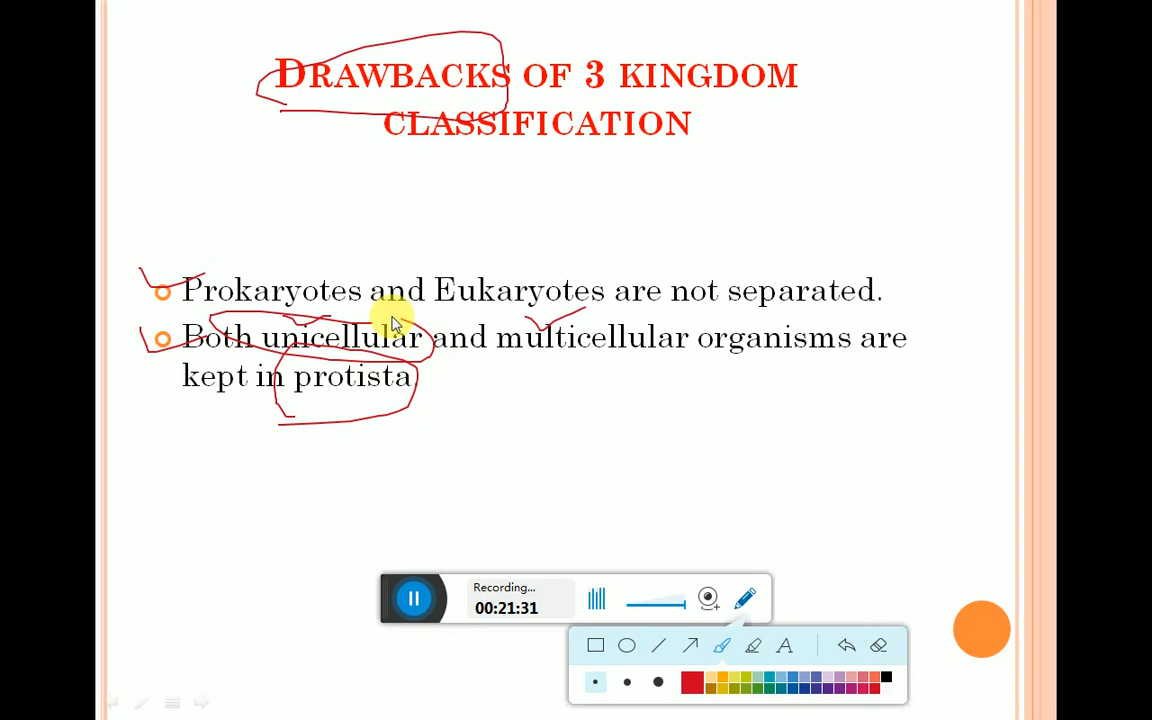 DRAWBACKS OF 3 KINGDOM
CLASSIFICATION
Prokaryotes and Eukaryotes are not separated.
Both unicellular and multicellular organisms are
kept in protista.
Recording...
00:21:31
A